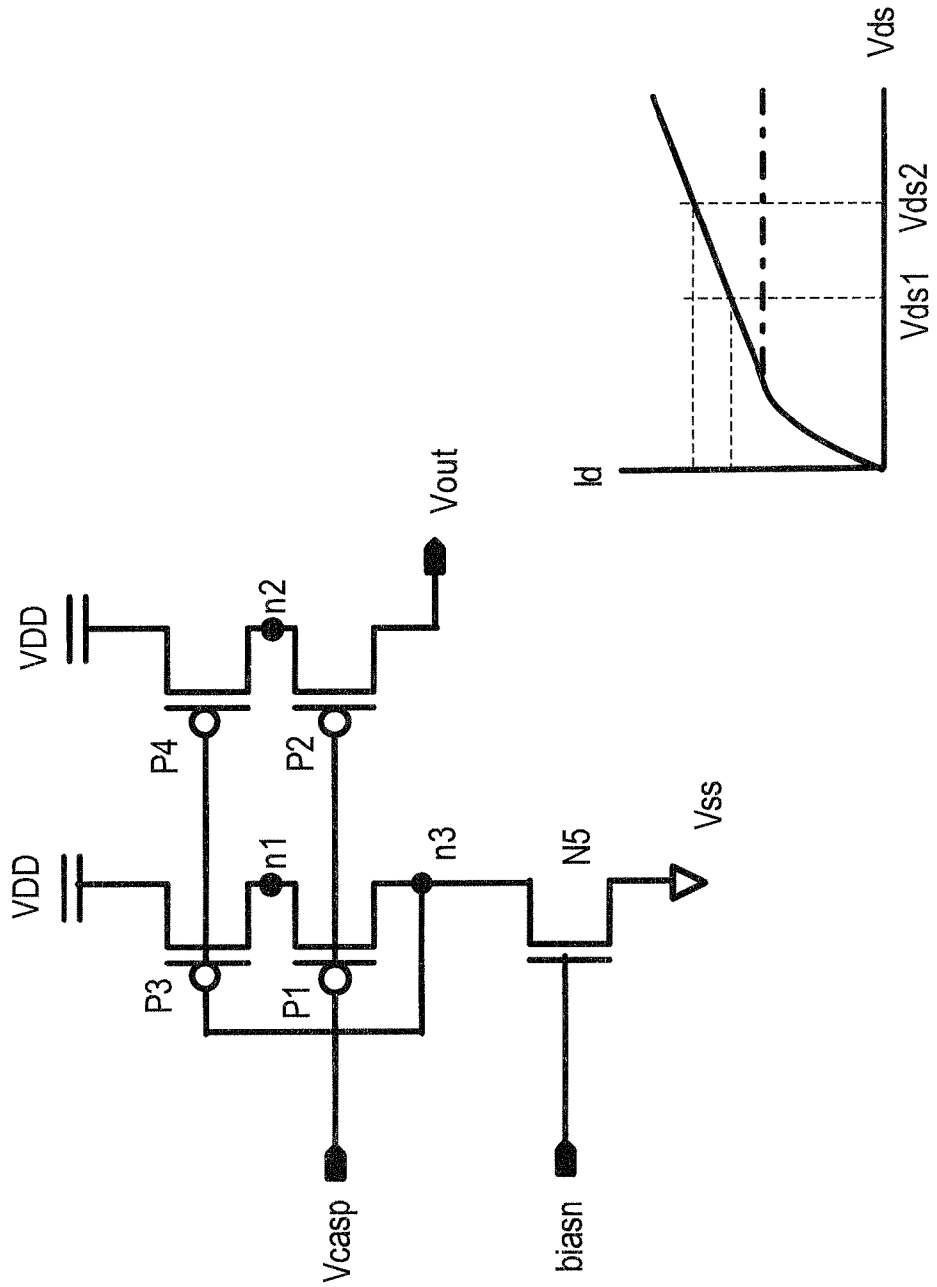 VDD
VDD
P3
P4
n1
n2
P1
P2
Vcasp
n3
Vout
biasn
N5
Vss
Id
Vds1
Vds2
Vds